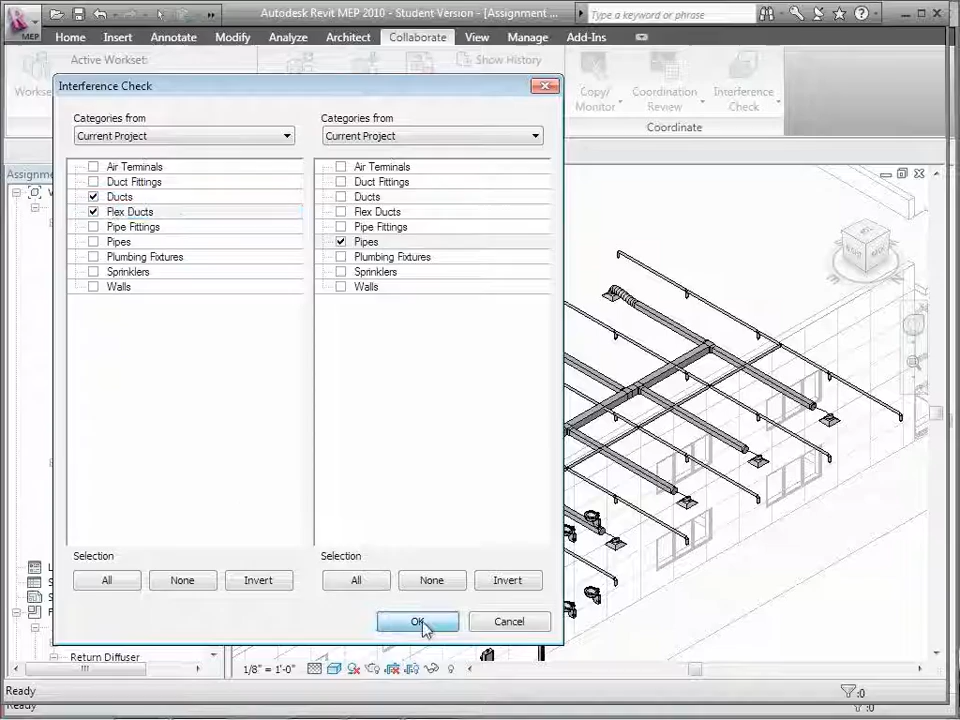 Autodesk Revit MEP 2010 - Student Version - [Assignment ...
Type a keyword or phrase
MEP
Home Insert Annotate Modify Analyze Architect Collaborate View Manage Add-Ins
Active Workset:
Show History
Copy/ Monitor
Coordination Review
Interference Check
Coordinate
Interference Check
Categories from
Current Project
Air Terminals
Duct Fittings
Ducts
Flex Ducts
Pipe Fittings
Pipes
Plumbing Fixtures
Sprinklers
Walls
Selection
All None Invert
Categories from
Current Project
Air Terminals
Duct Fittings
Ducts
Flex Ducts
Pipe Fittings
Pipes
Plumbing Fixtures
Sprinklers
Walls
Selection
All None Invert
OK Cancel
Return Diffuser
1/8" = 1'-0"
Ready
:0
Ready
:0